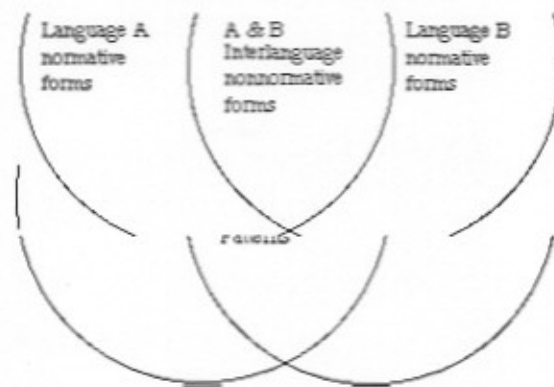 Language A
normative
forms
A & B
Interlanguage
nonnormative
forms
Language B
normative
forms